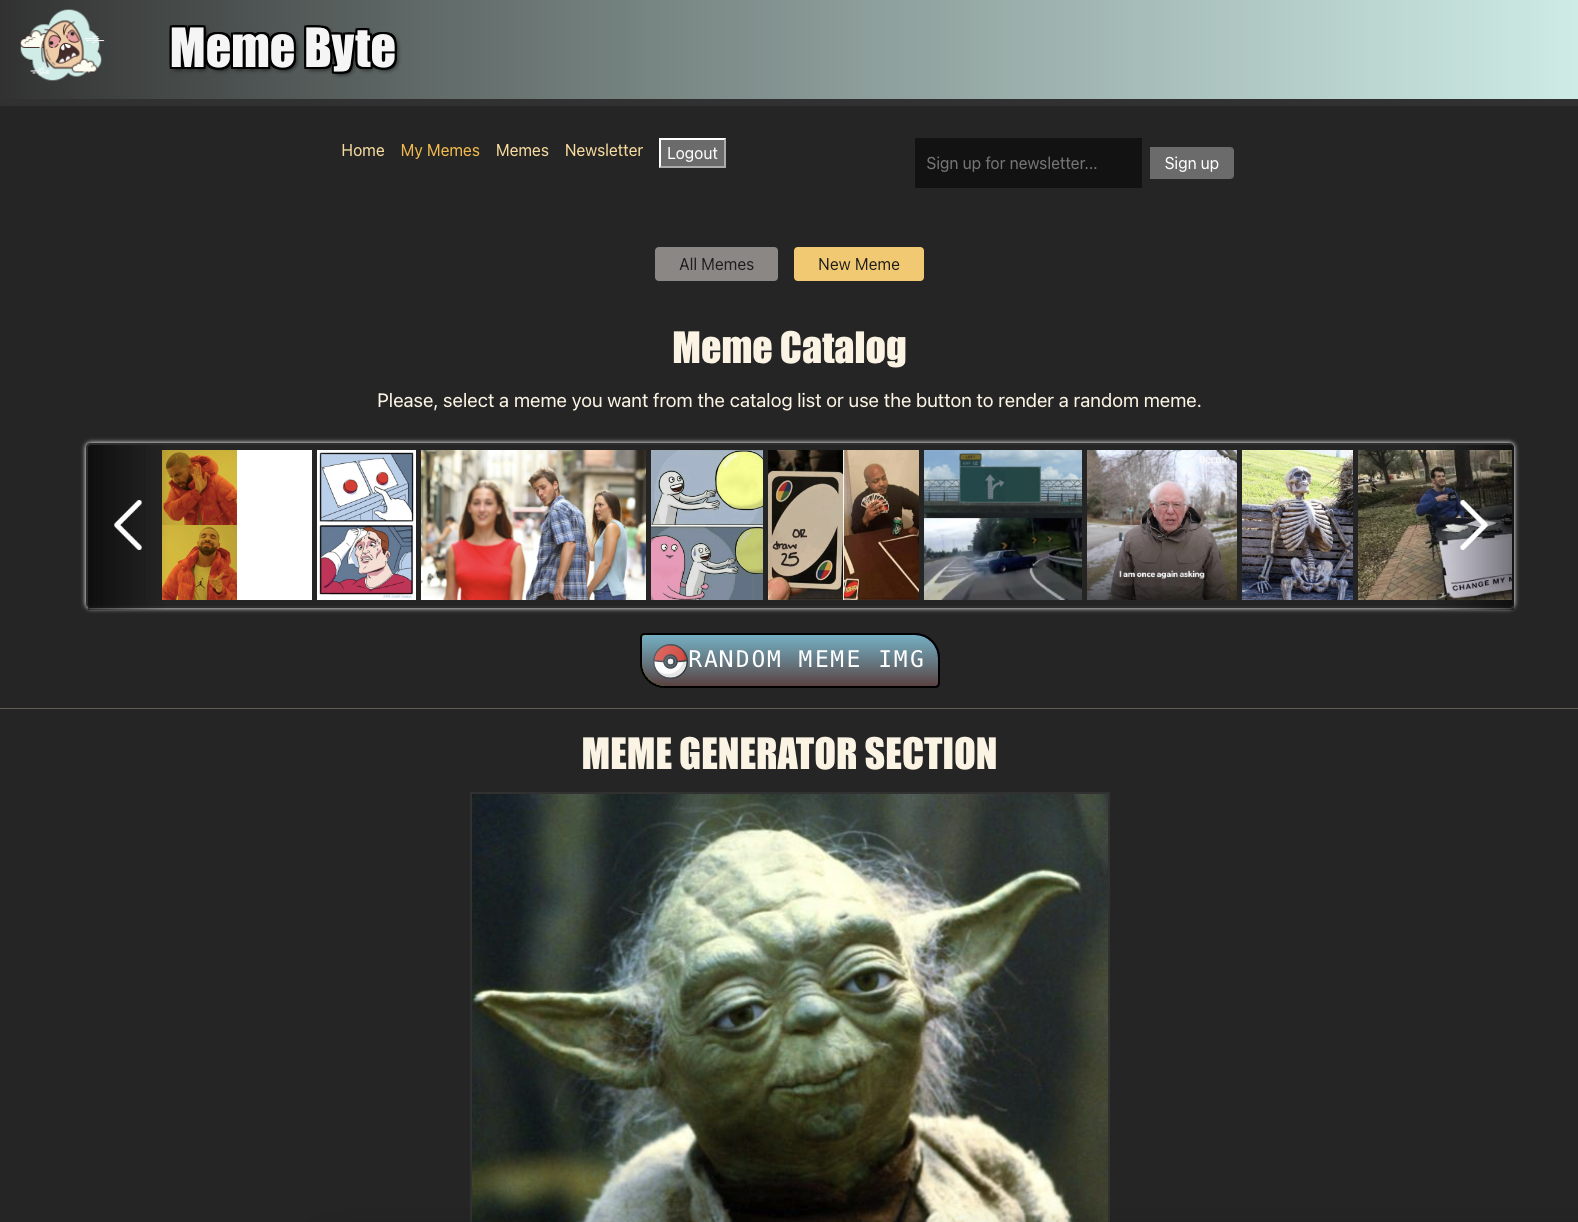 Meme Byte
Home My Memes Memes Newsletter Logout
Sign up for newsletter... Sign up
All Memes New Meme
Meme Catalog
Please, select a meme you want from the catalog list or use the button to render a random meme.
OR
draw
25
I am once again asking
CHANGE MY
RANDOM MEME IMG
MEME GENERATOR SECTION